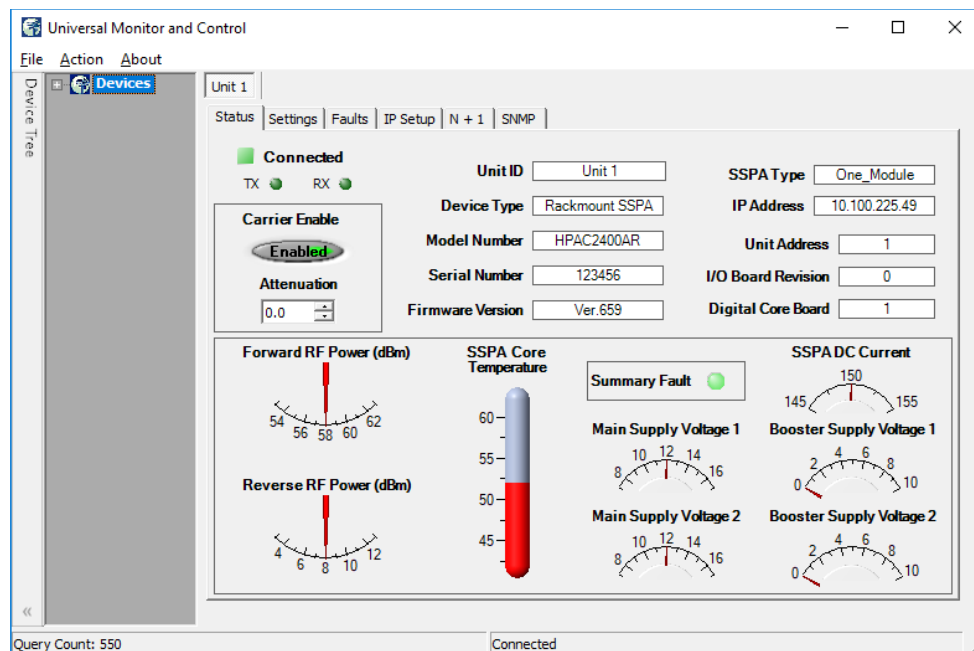 Universal Monitor and Control
File Action About
Device Tree
Devices
Unit 1
Status Settings Faults IP Setup N + 1 SNMP
Connected
TX RX
Carrier Enable
Enabled
Attenuation
0.0
Unit ID Unit 1
Device Type Rackmount SSPA
Model Number HPAC2400AR
Serial Number 123456
Firmware Version Ver.659
SSPA Type One_Module
IP Address 10.100.225.49
Unit Address 1
I/O Board Revision 0
Digital Core Board 1
Forward RF Power (dBm)
54 56 58 60 62
Reverse RF Power (dBm)
4 6 8 10 12
SSPA Core
Temperature
60
55
50
45
Summary Fault
Main Supply Voltage 1
8 10 12 14 16
Main Supply Voltage 2
8 10 12 14 16
SSPA DC Current
145 150 155
Booster Supply Voltage 1
0 2 4 6 8 10
Booster Supply Voltage 2
0 2 4 6 8 10
«
Query Count: 550
Connected